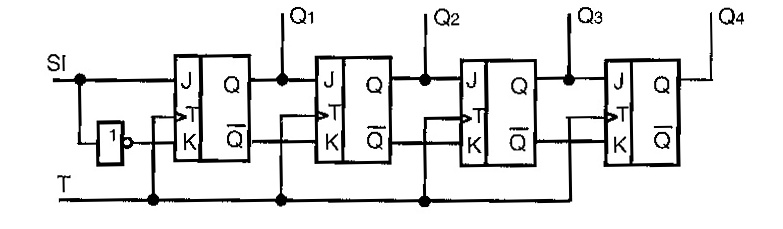 Q1 Q2 Q3 Q4
SI
J Q J Q J Q J Q
T T T T
1 K Q̅ K Q̅ K Q̅ K Q̅
T